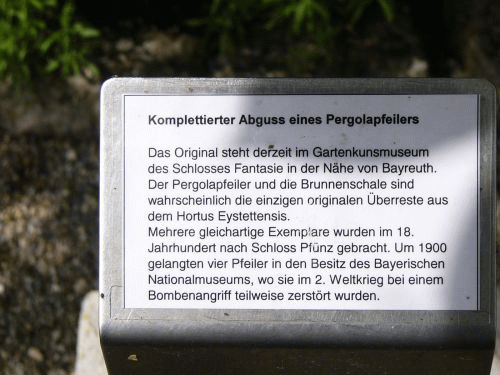 Komplettierter Abguss eines Pergolapfeilers
Das Original steht derzeit im Gartenkunsmuseum
des Schlosses Fantasie in der Nähe von Bayreuth.
Der Pergolapfeiler und die Brunnenschale sind
wahrscheinlich die einzigen originalen Überreste aus
dem Hortus Eystettensis.
Mehrere gleichartige Exemplare wurden im 18.
Jahrhundert nach Schloss Pfünz gebracht. Um 1900
gelangten vier Pfeiler in den Besitz des Bayerischen
Nationalmuseums, wo sie im 2. Weltkrieg bei einem
Bombenangriff teilweise zerstört wurden.